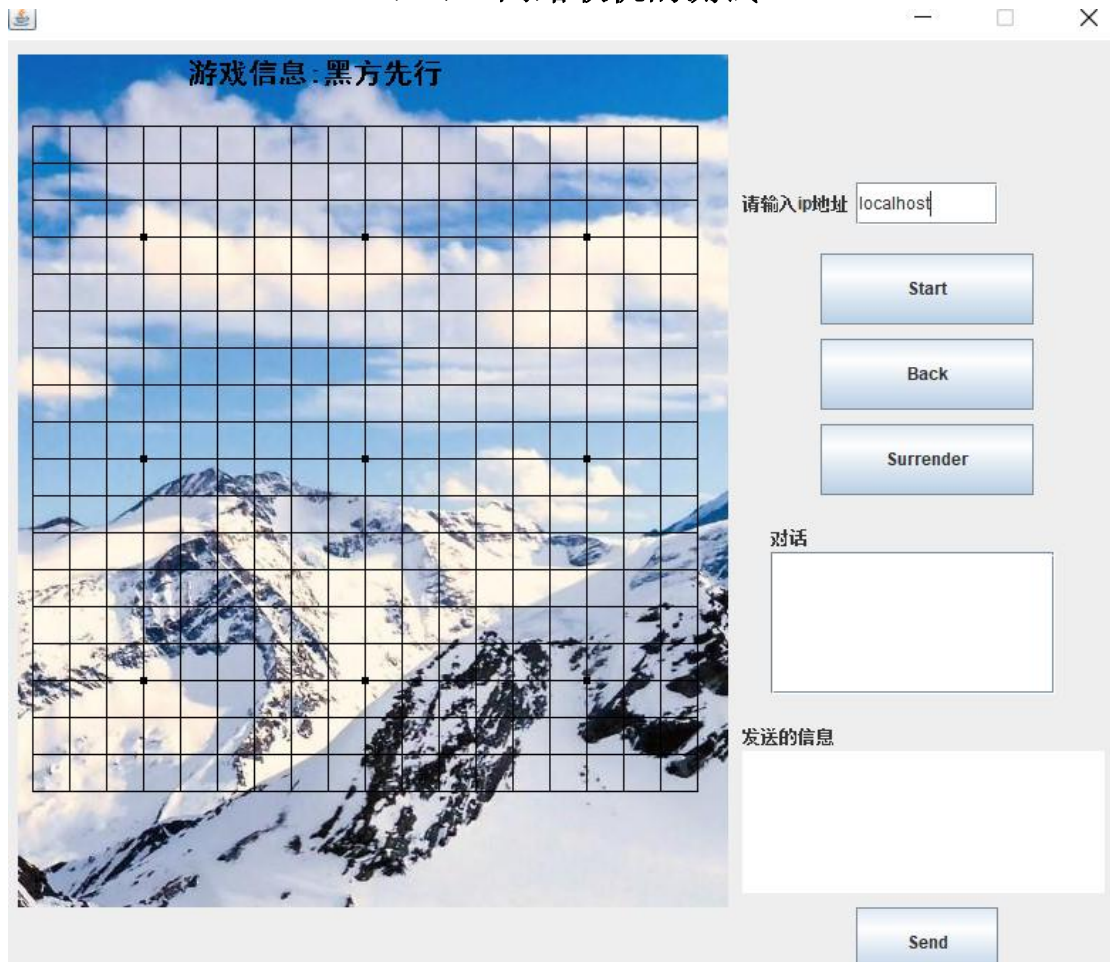 游戏信息:黑方先行
请输入ip地址 localhost
Start
Back
Surrender
对话
发送的信息
Send